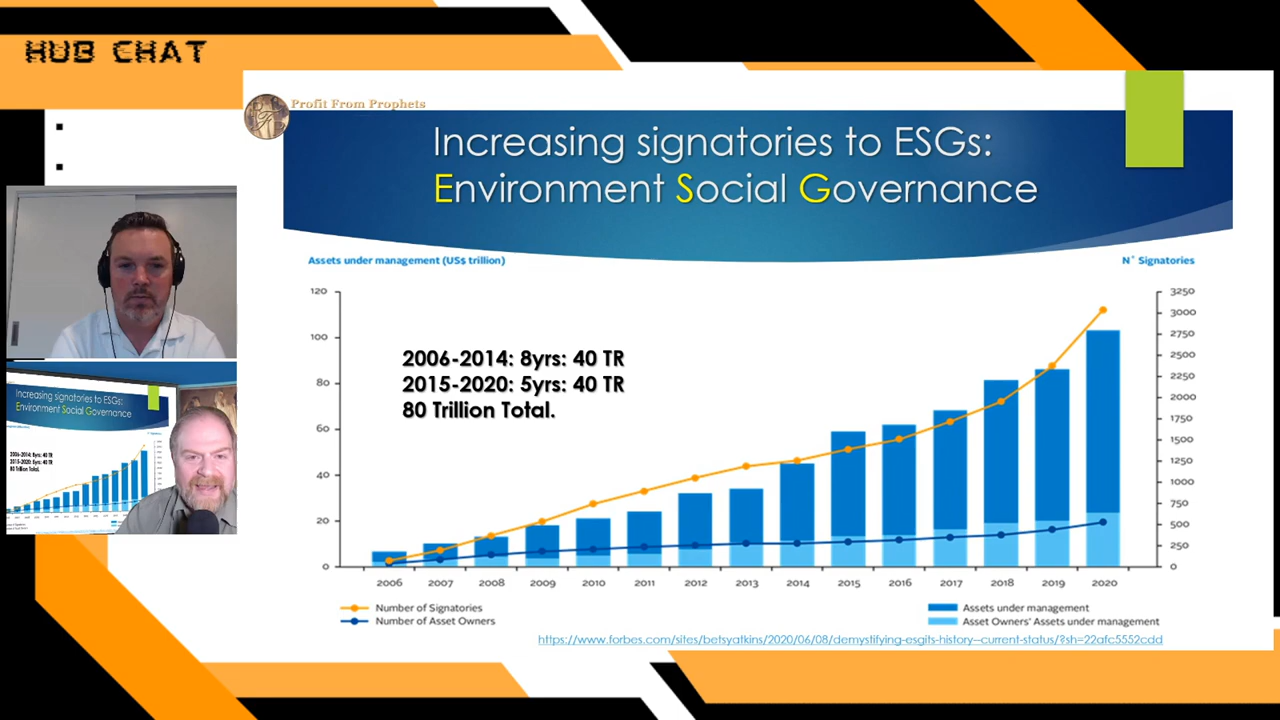 HUB CHAT
Profit From Prophets
Increasing signatories to ESGs:
Environment Social Governance
Assets under management (US$ trillion)
N° Signatories
120
100
80
60
40
20
0
2006-2014: 8yrs: 40 TR
2015-2020: 5yrs: 40 TR
80 Trillion Total.
3250
3000
2750
2500
2250
2000
1750
1500
1250
1000
750
500
250
0
2006 2007 2008 2009 2010 2011 2012 2013 2014 2015 2016 2017 2018 2019 2020
Number of Signatories
Number of Asset Owners
Assets under management
Asset Owners' Assets under management
https://www.forbes.com/sites/betsyatkins/2020/06/08/demystifying-esgits-history--current-status/?sh=22afc5552cdd
Increasing signatories to ESGs:
Environment Social Governance
2006-2014: 8yrs: 40 TR
2015-2020: 5yrs: 40 TR
80 Trillion Total.